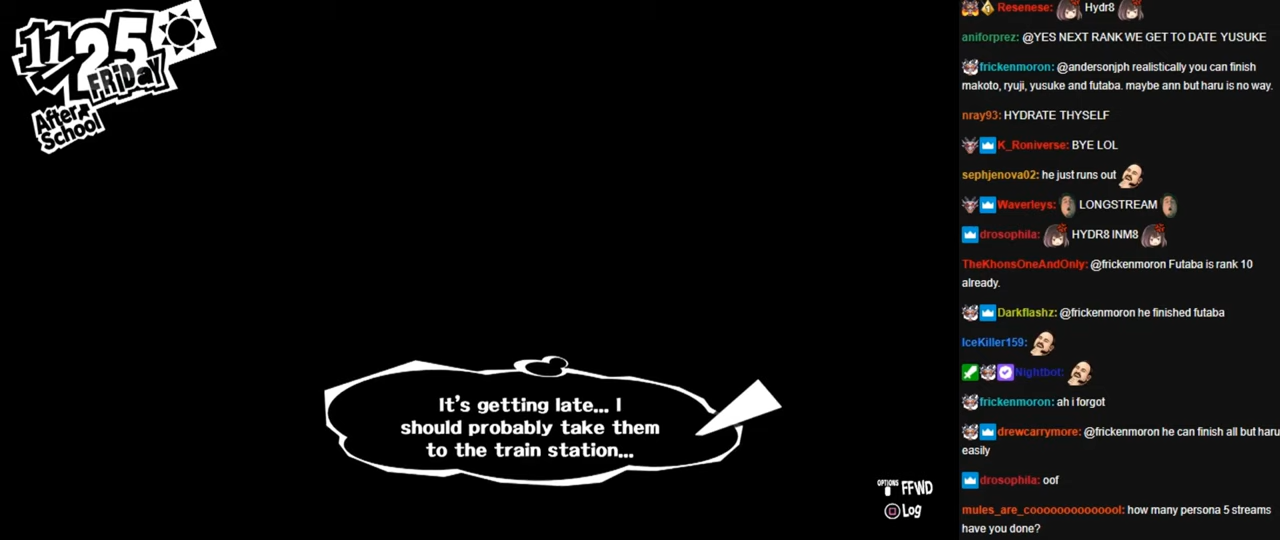 11/25
FRiDaY
After
School
It's getting late... I
should probably take them
to the train station...
OPTIONS FFWD
Log
Resenese: Hydr8
aniforprez: @YES NEXT RANK WE GET TO DATE YUSUKE
frickenmoron: @andersonjph realistically you can finish
makoto, ryuji, yusuke and futaba. maybe ann but haru is no way.
nray93: HYDRATE THYSELF
K_Roniverse: BYE LOL
sephjenova02: he just runs out
Waverleys: LONGSTREAM
drosophila: HYDR8 INM8
TheKhonsOneAndOnly: @frickenmoron Futaba is rank 10
already.
Darkflashz: @frickenmoron he finished futaba
IceKiller159:
Nightbot:
frickenmoron: ah i forgot
drewcarrymore: @frickenmoron he can finish all but haru
easily
drosophila: oof
mules_are_cooooooooooooool: how many persona 5 streams
have you done?